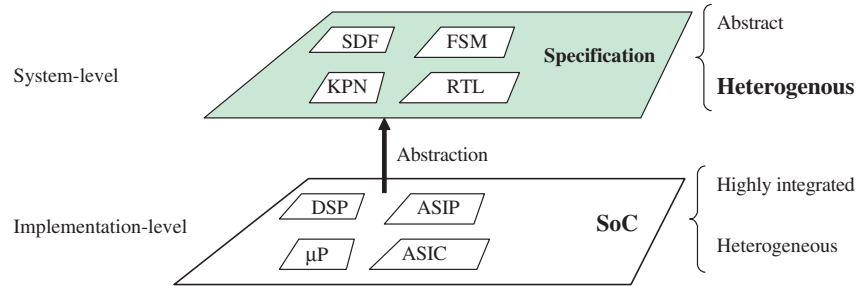 SDF FSM Abstract
System-level Specification
KPN RTL Heterogenous
Abstraction
DSP ASIP Highly integrated
Implementation-level SoC
μP ASIC Heterogeneous